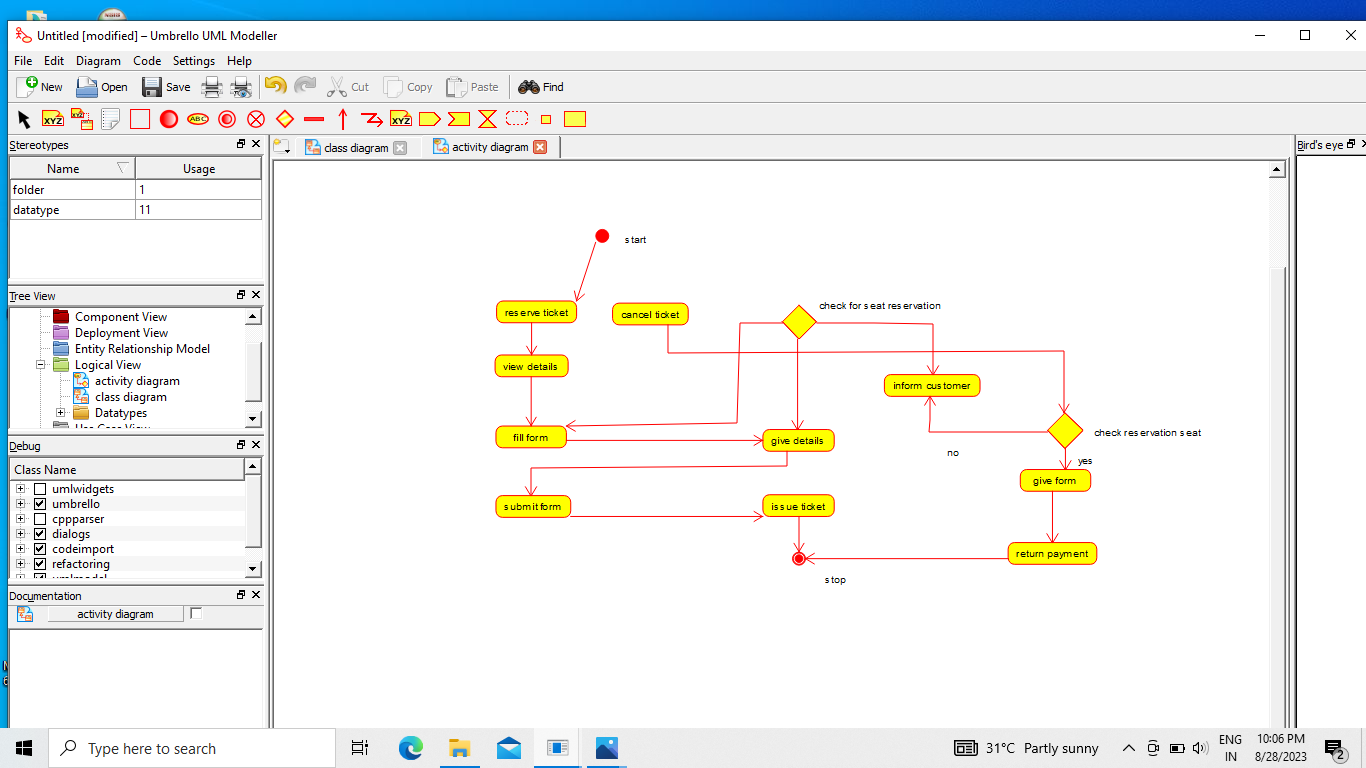 Untitled [modified] – Umbrello UML Modeller
File Edit Diagram Code Settings Help
New Open Save Cut Copy Paste Find
XYZ XYZ ABC XYZ
Stereotypes
class diagram activity diagram
Bird's eye
Name Usage
folder 1
datatype 11
Tree View
Component View
Deployment View
Entity Relationship Model
Logical View
activity diagram
class diagram
Datatypes
Use Case View
Debug
Class Name
umlwidgets
umbrello
cppparser
dialogs
codeimport
refactoring
umlmodel
Documentation
activity diagram
start
reserve ticket
cancel ticket
check for seat reservation
view details
inform customer
fill form
give details
check reservation seat
no
yes
give form
submit form
issue ticket
return payment
stop
Type here to search
31°C Partly sunny
ENG
IN
10:06 PM
8/28/2023
2